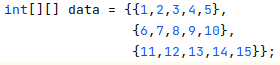 int[][] data = {{1,2,3,4,5},
{6,7,8,9,10},
{11,12,13,14,15}};